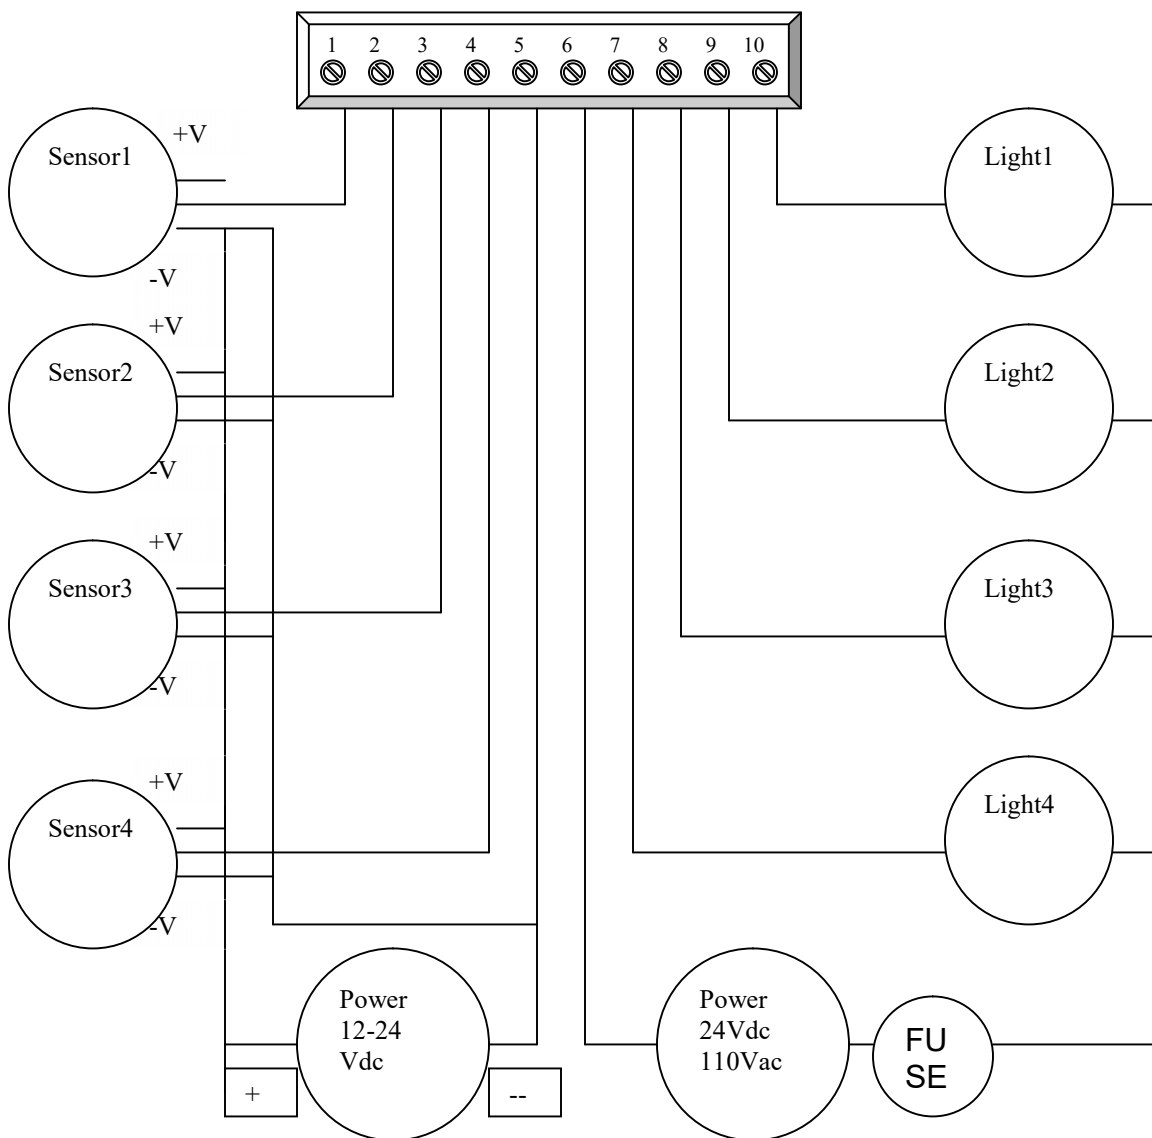 1 2 3 4 5 6 7 8 9 10
+V
Sensor1
-V
+V
Sensor2
-V
+V
Sensor3
-V
+V
Sensor4
-V
Light1
Light2
Light3
Light4
Power
12-24
Vdc
+
--
Power
24Vdc
110Vac
FU
SE